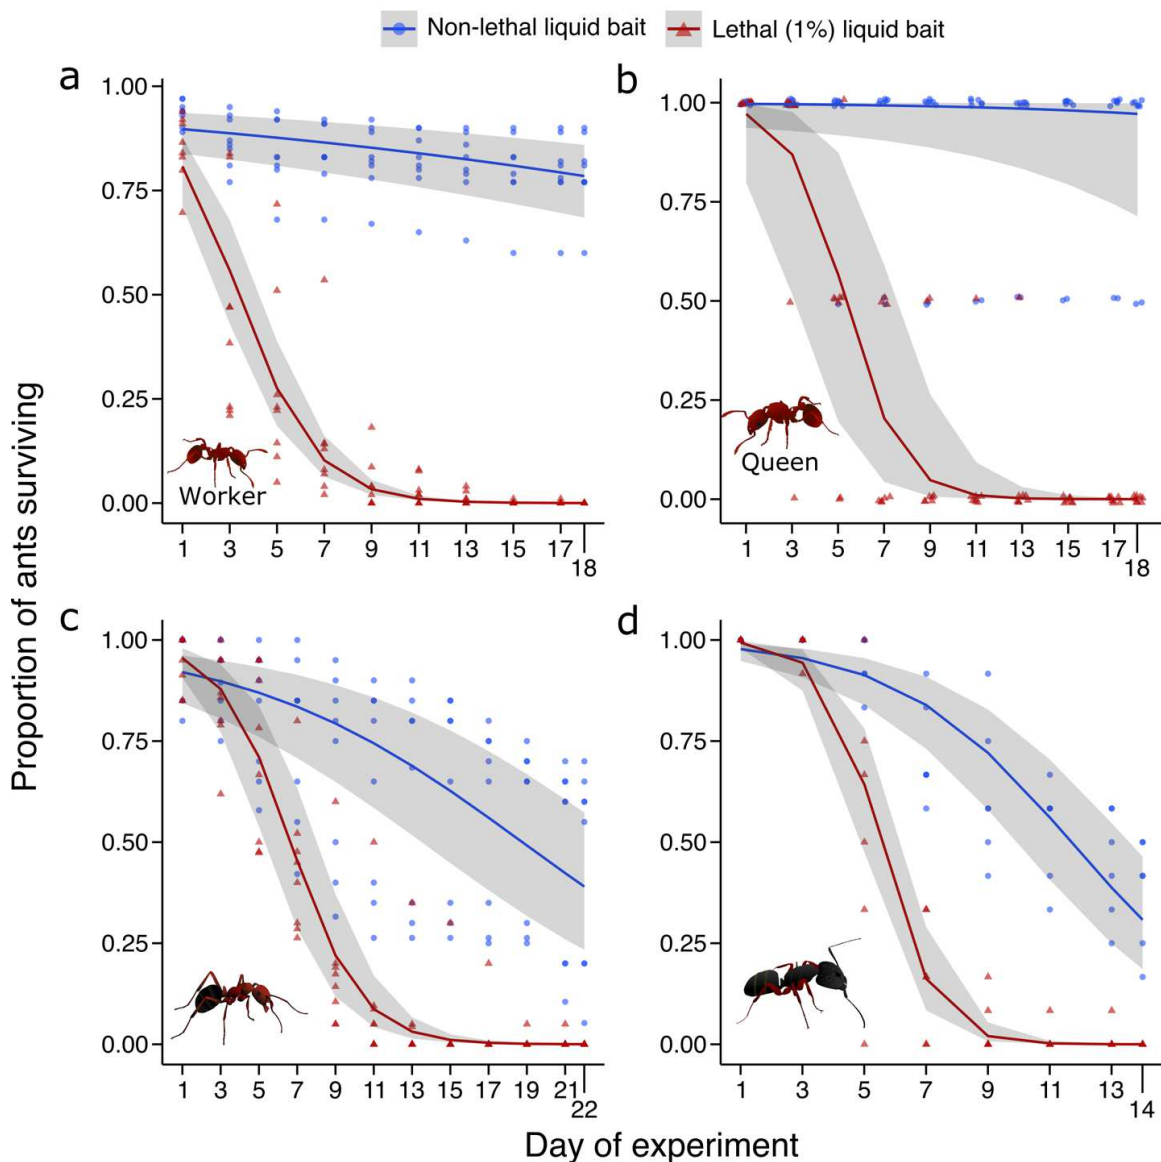 Non-lethal liquid bait Lethal (1%) liquid bait
a
b
1.00
0.75
0.50
0.25
0.00
Worker
1 3 5 7 9 11 13 15 17
18
1.00
0.75
0.50
0.25
0.00
Queen
1 3 5 7 9 11 13 15 17
18
Proportion of ants surviving
c
d
1.00
0.75
0.50
0.25
0.00
1 3 5 7 9 11 13 15 17 19 21
22
1.00
0.75
0.50
0.25
0.00
1 3 5 7 9 11 13
14
Day of experiment